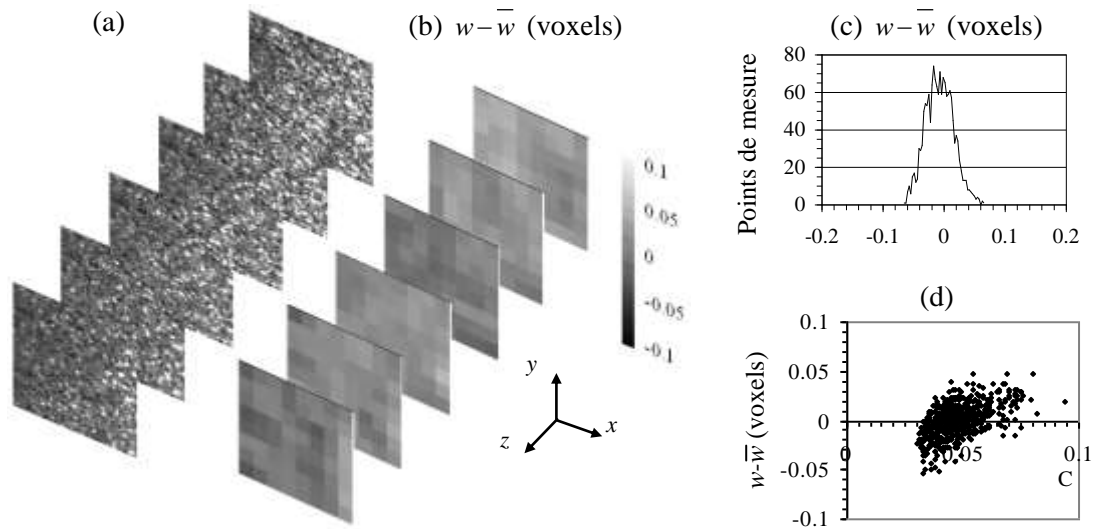 (a)
(b) w − w̅ (voxels)
0.1
0.05
0
-0.05
-0.1
y
x
z
(c) w − w̅ (voxels)
Points de mesure
80
60
40
20
0
-0.2 -0.1 0 0.1 0.2
(d)
w-w̅ (voxels)
0.1
0.05
0
-0.05
-0.1
0 0.05 0.1
C